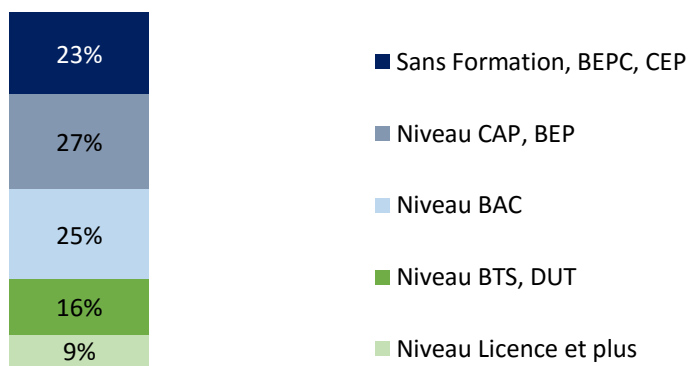 23%
27%
25%
16%
9%
Sans Formation, BEPC, CEP
Niveau CAP, BEP
Niveau BAC
Niveau BTS, DUT
Niveau Licence et plus